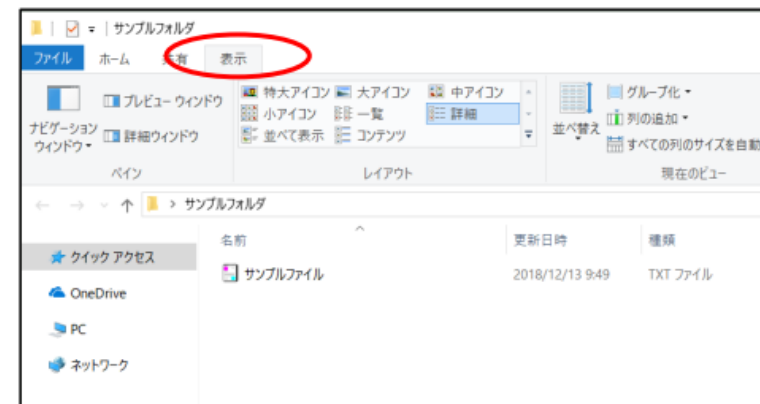 サンプルフォルダ
ファイル ホーム 共有 表示
ナビゲーション ウィンドウ
プレビュー ウィンドウ
詳細ウィンドウ
ペイン
特大アイコン 大アイコン 中アイコン
小アイコン 一覧 詳細
並べて表示 コンテンツ
レイアウト
並べ替え
グループ化
列の追加
すべての列のサイズを自動
現在のビュー
サンプルフォルダ
クイック アクセス
OneDrive
PC
ネットワーク
名前 更新日時 種類
サンプルファイル 2018/12/13 9:49 TXT ファイル